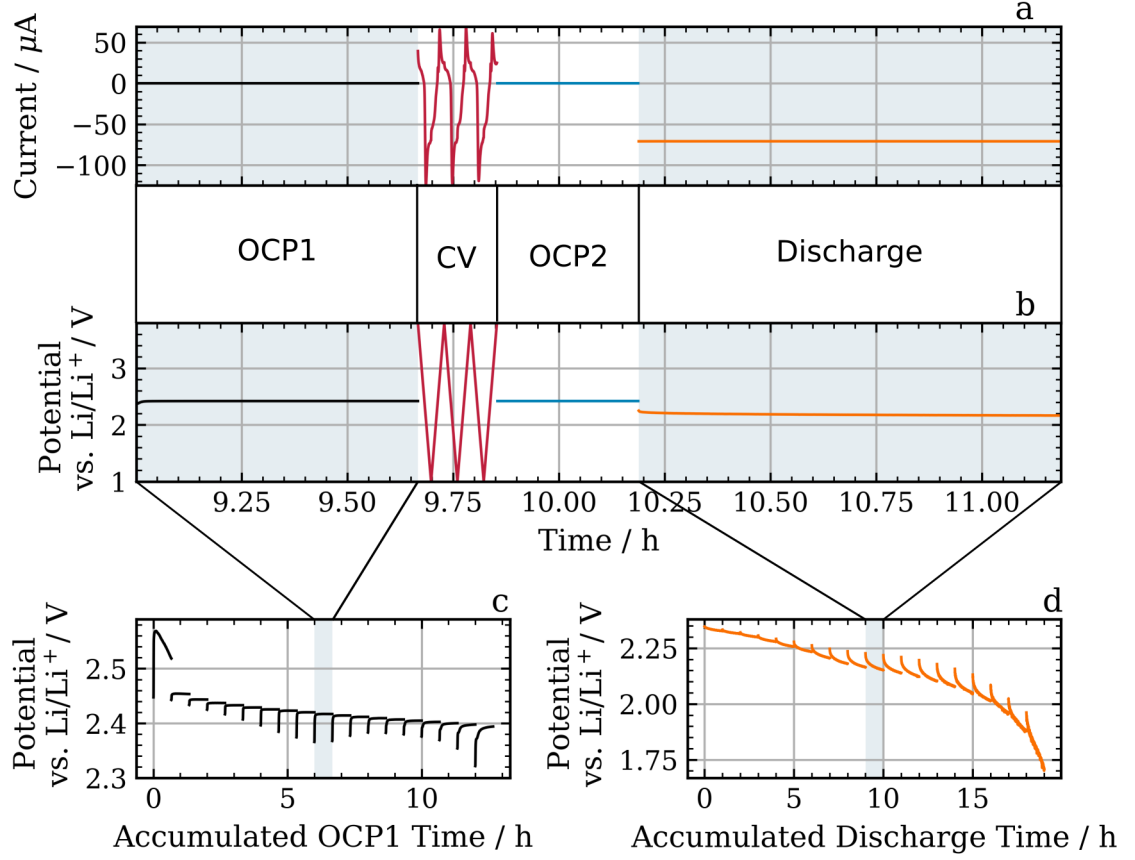 a
Current / μA
50
0
−50
−100
OCP1
CV
OCP2
Discharge
b
Potential
vs. Li/Li+ / V
3
2
1
9.25 9.50 9.75 10.00 10.25 10.50 10.75 11.00
Time / h
c
Potential
vs. Li/Li+ / V
2.5
2.4
2.3
0 5 10
Accumulated OCP1 Time / h
d
Potential
vs. Li/Li+ / V
2.25
2.00
1.75
0 5 10 15
Accumulated Discharge Time / h